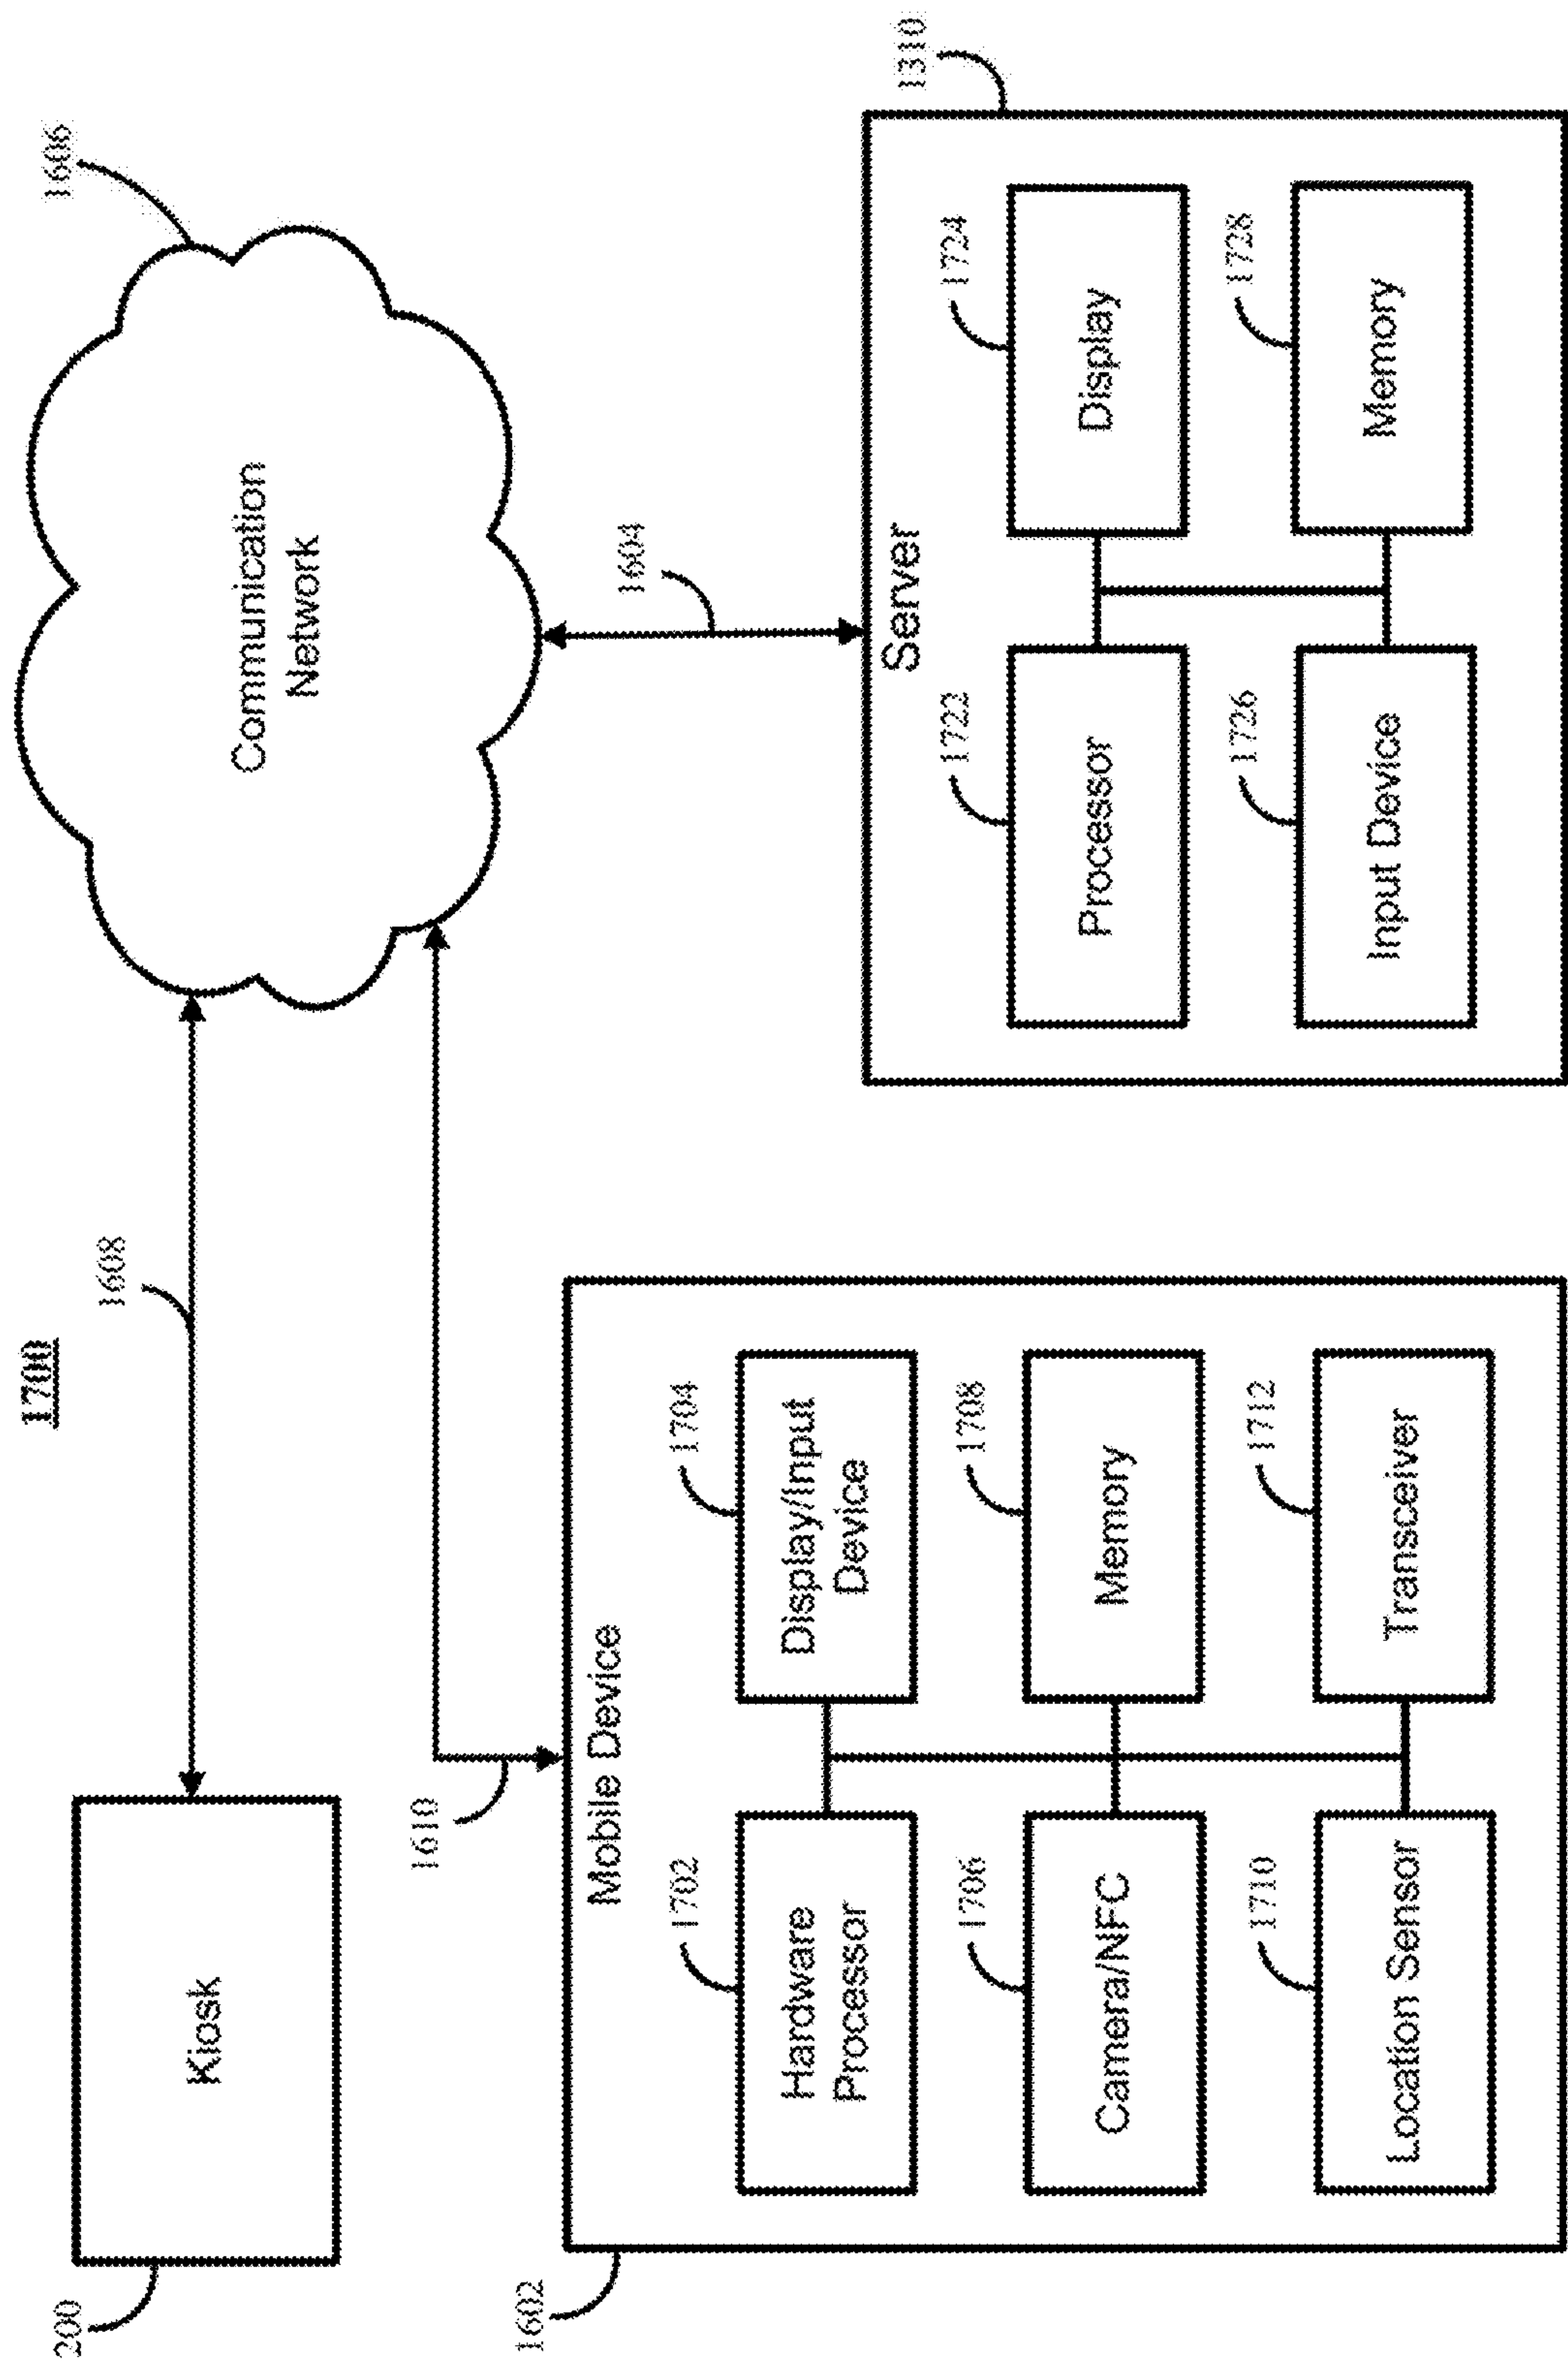 1700
200
Kiosk
1608
1606
Communication
Network
1610
1604
1602
Mobile Device
1702
Hardware
Processor
1704
Display/Input
Device
1706
Camera/NFC
1708
Memory
1710
Location Sensor
1712
Transceiver
1310
Server
1722
Processor
1724
Display
1726
Input Device
1728
Memory